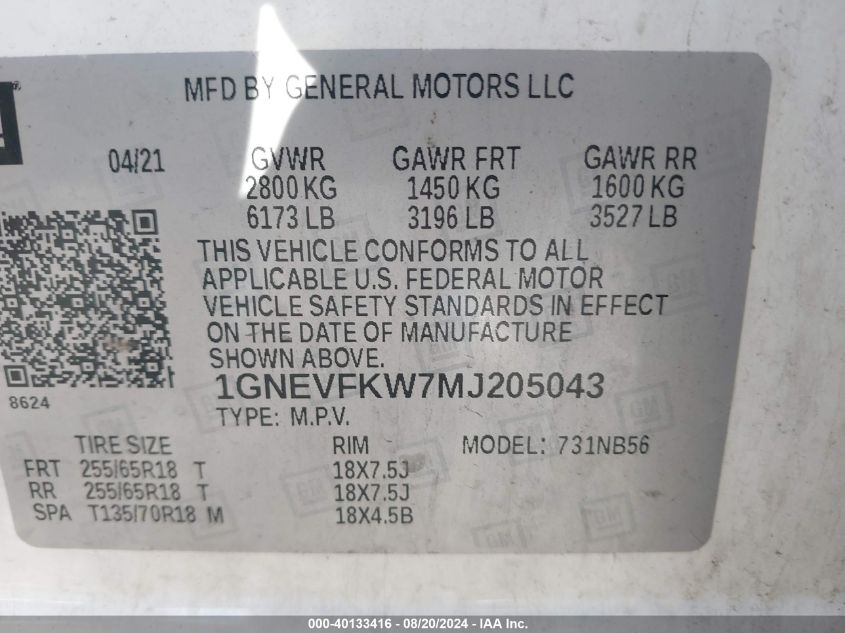 MFD BY GENERAL MOTORS LLC
04/21 GVWR GAWR FRT GAWR RR
2800 KG 1450 KG 1600 KG
6173 LB 3196 LB 3527 LB
THIS VEHICLE CONFORMS TO ALL
APPLICABLE U.S. FEDERAL MOTOR
VEHICLE SAFETY STANDARDS IN EFFECT
ON THE DATE OF MANUFACTURE
SHOWN ABOVE.
8624
1GNEVFKW7MJ205043
TYPE: M.P.V.
TIRE SIZE RIM MODEL: 731NB56
FRT 255/65R18 T 18X7.5J
RR 255/65R18 T 18X7.5J
SPA T135/70R18 M 18X4.5B
000-40133416 - 08/20/2024 - IAA Inc.